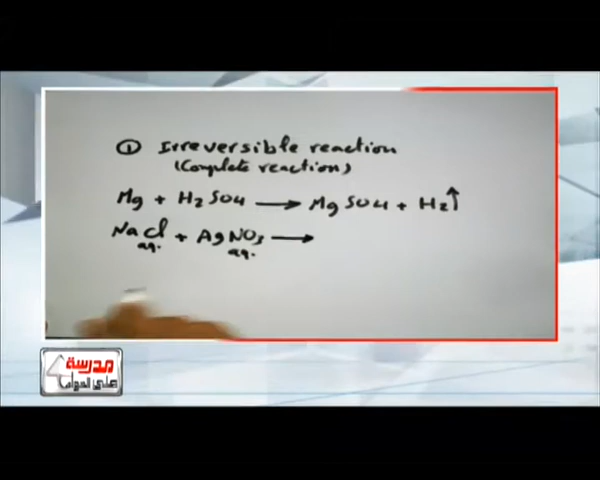 ① Irreversible reaction
(Complete reaction)
Mg + H2SO4 → MgSO4 + H2↑
NaCl + AgNO3 →
aq. aq.
مدرسة
على الهواء